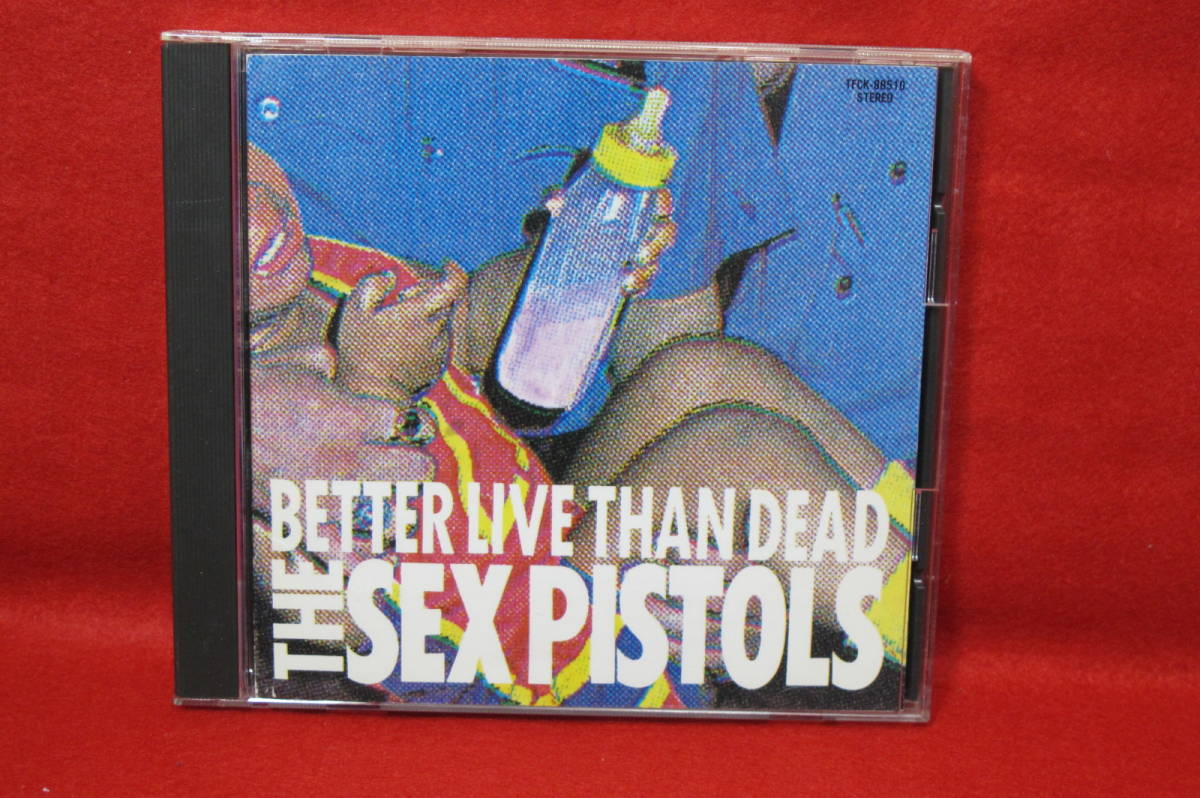 TFCK-88510
STEREO
BETTER LIVE THAN DEAD
THE SEX PISTOLS